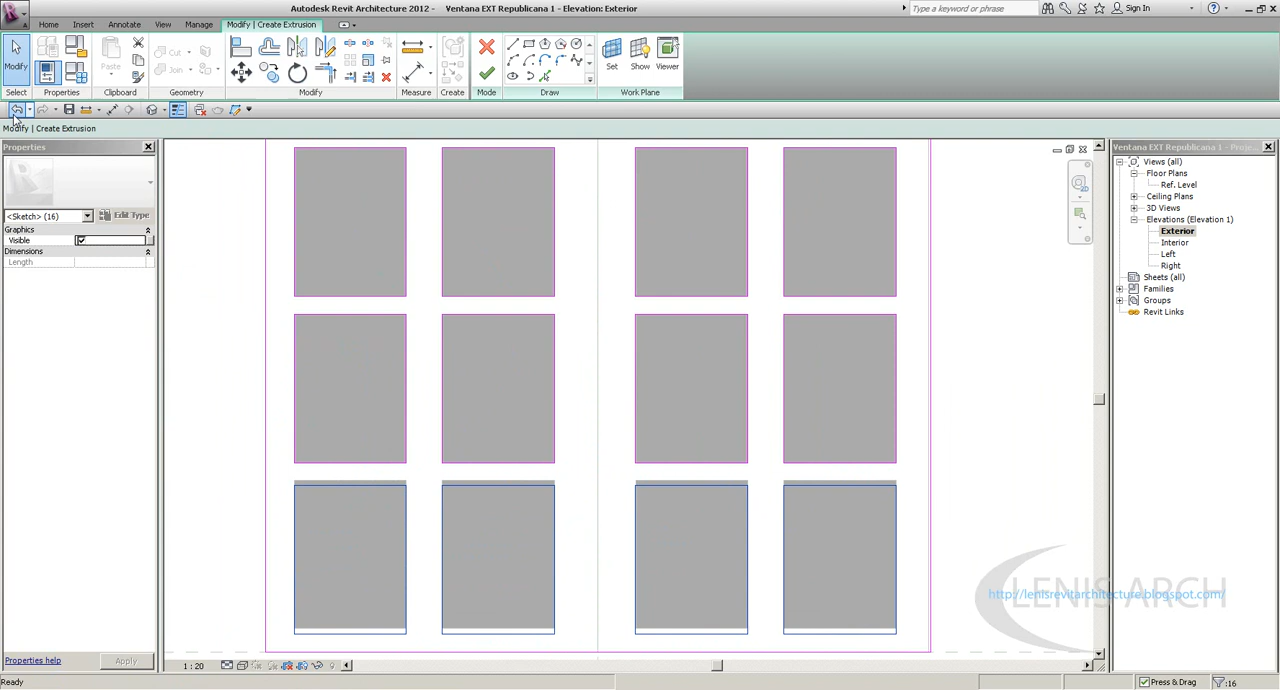 Autodesk Revit Architecture 2012 - Ventana EXT Republicana 1 - Elevation: Exterior
Type a keyword or phrase
Sign In
Home Insert Annotate View Manage Modify | Create Extrusion
Modify
Paste
Cut
Join
Set Show Viewer
Select Properties Clipboard Geometry Modify Measure Create Mode Draw Work Plane
Modify | Create Extrusion
Properties
<Sketch> (16) Edit Type
Graphics
Visible
Dimensions
Length
Properties help Apply
Ventana EXT Republicana 1 - Proje...
Views (all)
Floor Plans
Ref. Level
Ceiling Plans
3D Views
Elevations (Elevation 1)
Exterior
Interior
Left
Right
Sheets (all)
Families
Groups
Revit Links
LENIS ARCH
http://lenisrevitarchitecture.blogspot.com/
1 : 20
Ready
Press & Drag
:16